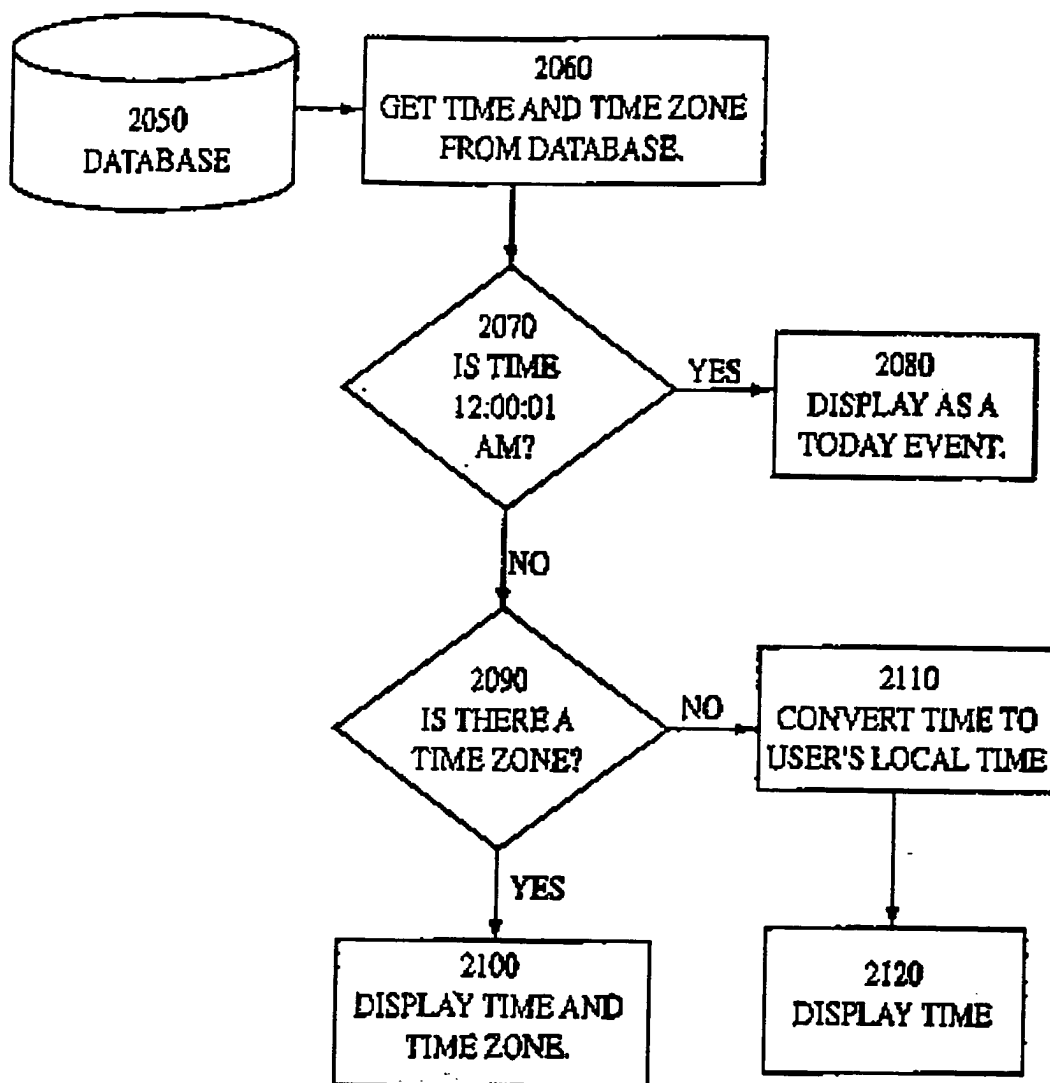 2050
DATABASE
2060
GET TIME AND TIME ZONE
FROM DATABASE.
2070
IS TIME
12:00:01
AM?
YES
2080
DISPLAY AS A
TODAY EVENT.
NO
2090
IS THERE A
TIME ZONE?
NO
2110
CONVERT TIME TO
USER'S LOCAL TIME
YES
2100
DISPLAY TIME AND
TIME ZONE.
2120
DISPLAY TIME